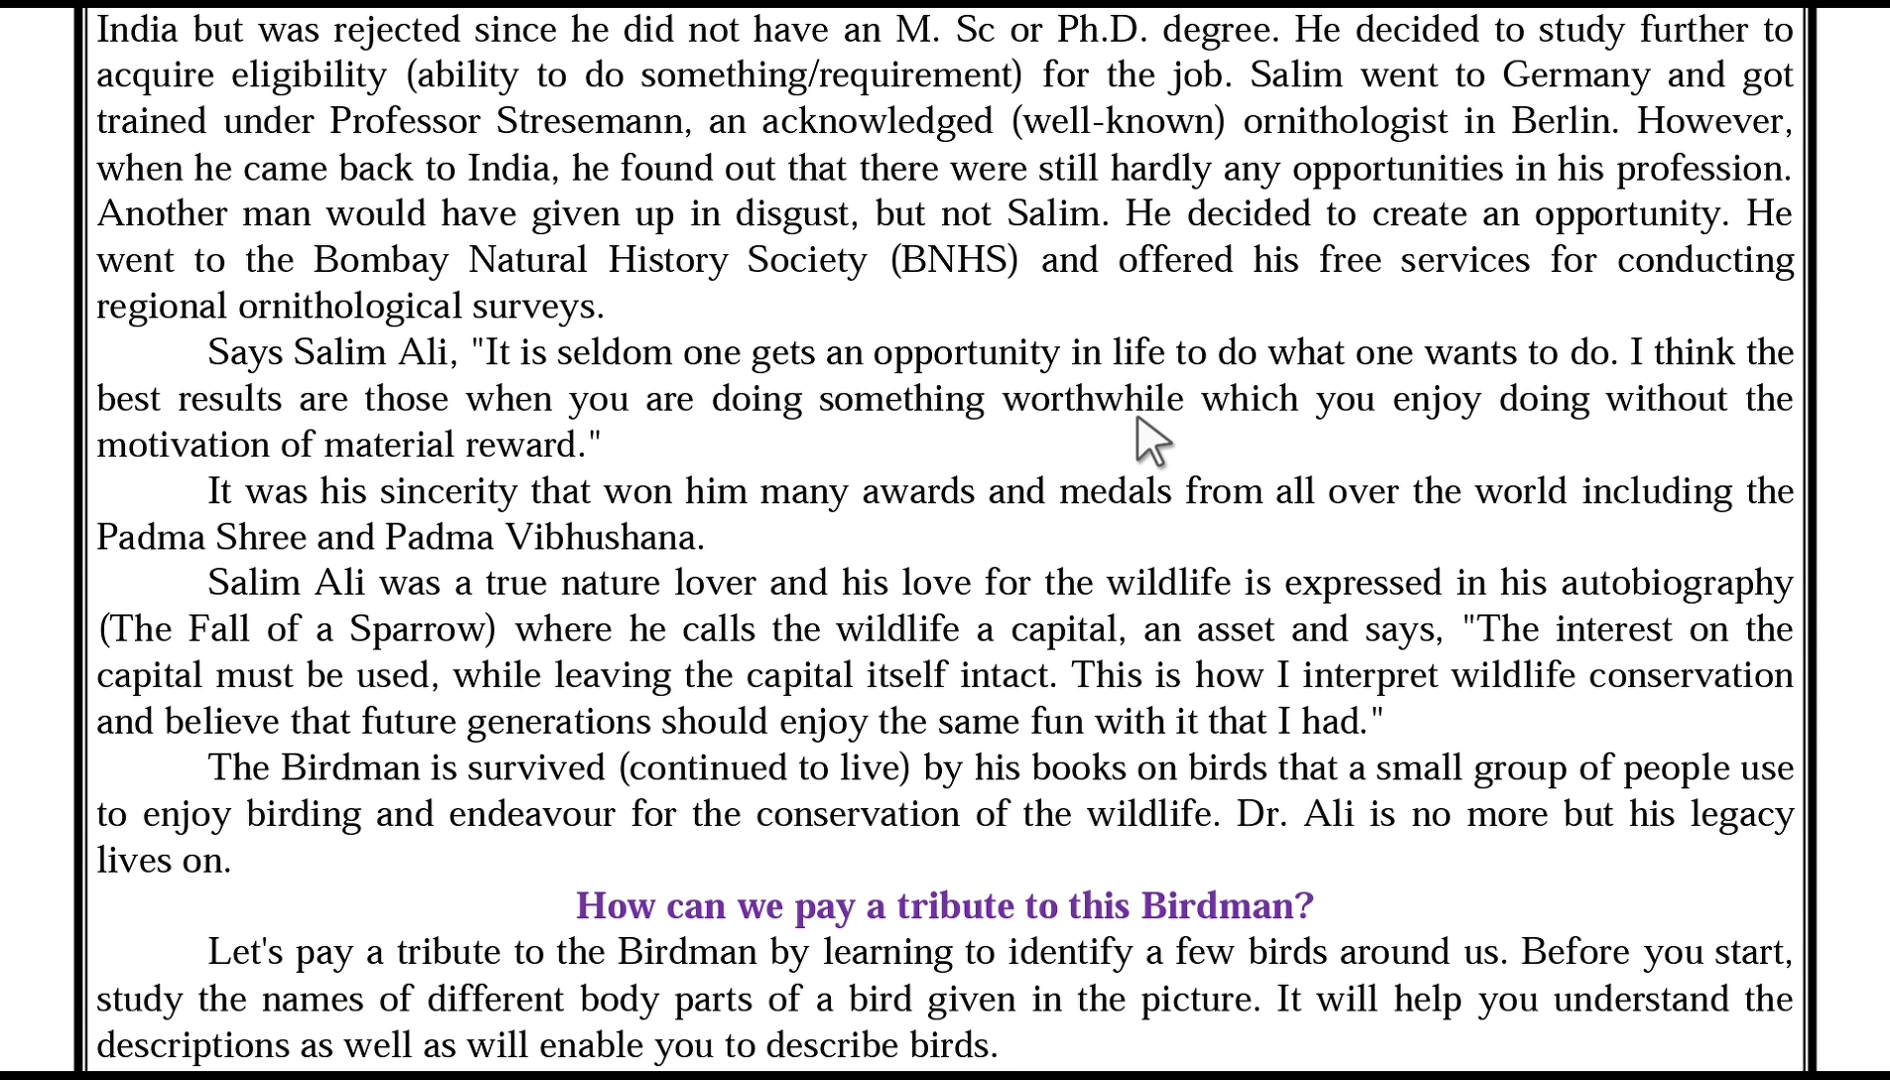 India but was rejected since he did not have an M. Sc or Ph.D. degree. He decided to study further to
acquire eligibility (ability to do something/requirement) for the job. Salim went to Germany and got
trained under Professor Stresemann, an acknowledged (well-known) ornithologist in Berlin. However,
when he came back to India, he found out that there were still hardly any opportunities in his profession.
Another man would have given up in disgust, but not Salim. He decided to create an opportunity. He
went to the Bombay Natural History Society (BNHS) and offered his free services for conducting
regional ornithological surveys.
Says Salim Ali, "It is seldom one gets an opportunity in life to do what one wants to do. I think the
best results are those when you are doing something worthwhile which you enjoy doing without the
motivation of material reward."
It was his sincerity that won him many awards and medals from all over the world including the
Padma Shree and Padma Vibhushana.
Salim Ali was a true nature lover and his love for the wildlife is expressed in his autobiography
(The Fall of a Sparrow) where he calls the wildlife a capital, an asset and says, "The interest on the
capital must be used, while leaving the capital itself intact. This is how I interpret wildlife conservation
and believe that future generations should enjoy the same fun with it that I had."
The Birdman is survived (continued to live) by his books on birds that a small group of people use
to enjoy birding and endeavour for the conservation of the wildlife. Dr. Ali is no more but his legacy
lives on.
How can we pay a tribute to this Birdman?
Let's pay a tribute to the Birdman by learning to identify a few birds around us. Before you start,
study the names of different body parts of a bird given in the picture. It will help you understand the
descriptions as well as will enable you to describe birds.